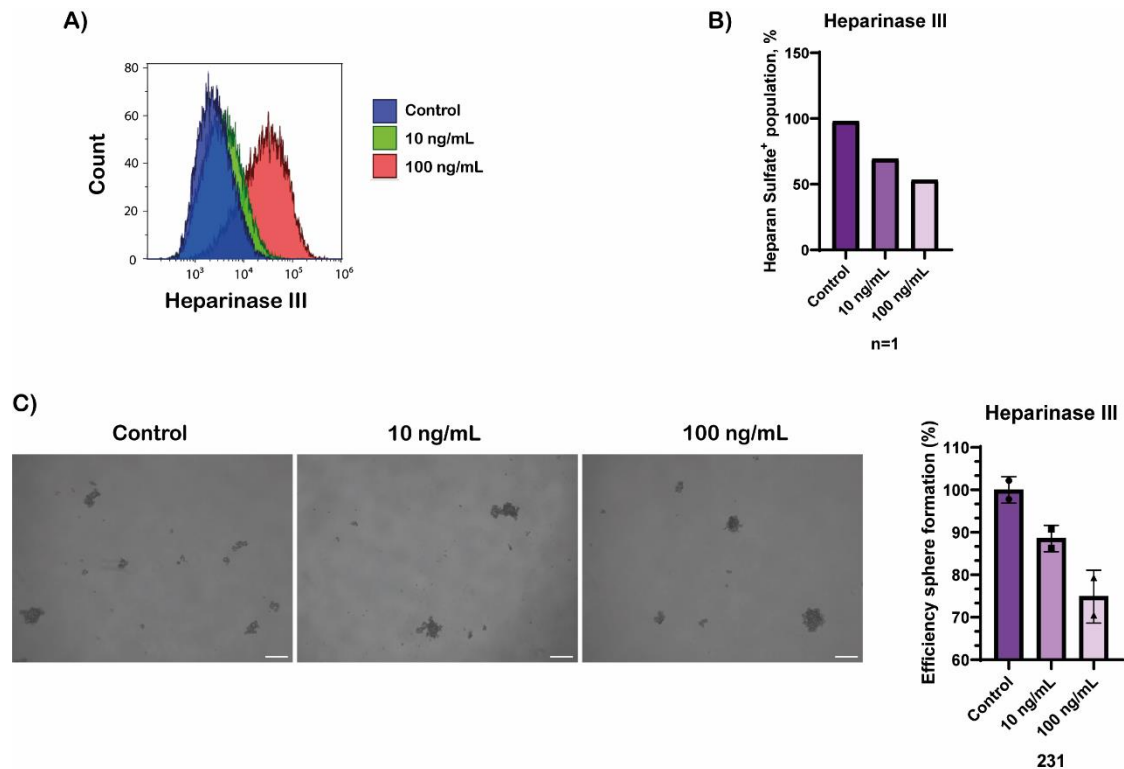 A)
80
60
40
20
0
Count
10³
10⁴
10⁵
10⁶
Heparinase III
Control
10 ng/mL
100 ng/mL
B)
Heparinase III
150
100
50
0
Heparan Sulfate⁺ population, %
Control
10 ng/mL
100 ng/mL
n=1
C)
Control
10 ng/mL
100 ng/mL
Heparinase III
110
100
90
80
70
60
Efficiency sphere formation (%)
Control
10 ng/mL
100 ng/mL
231